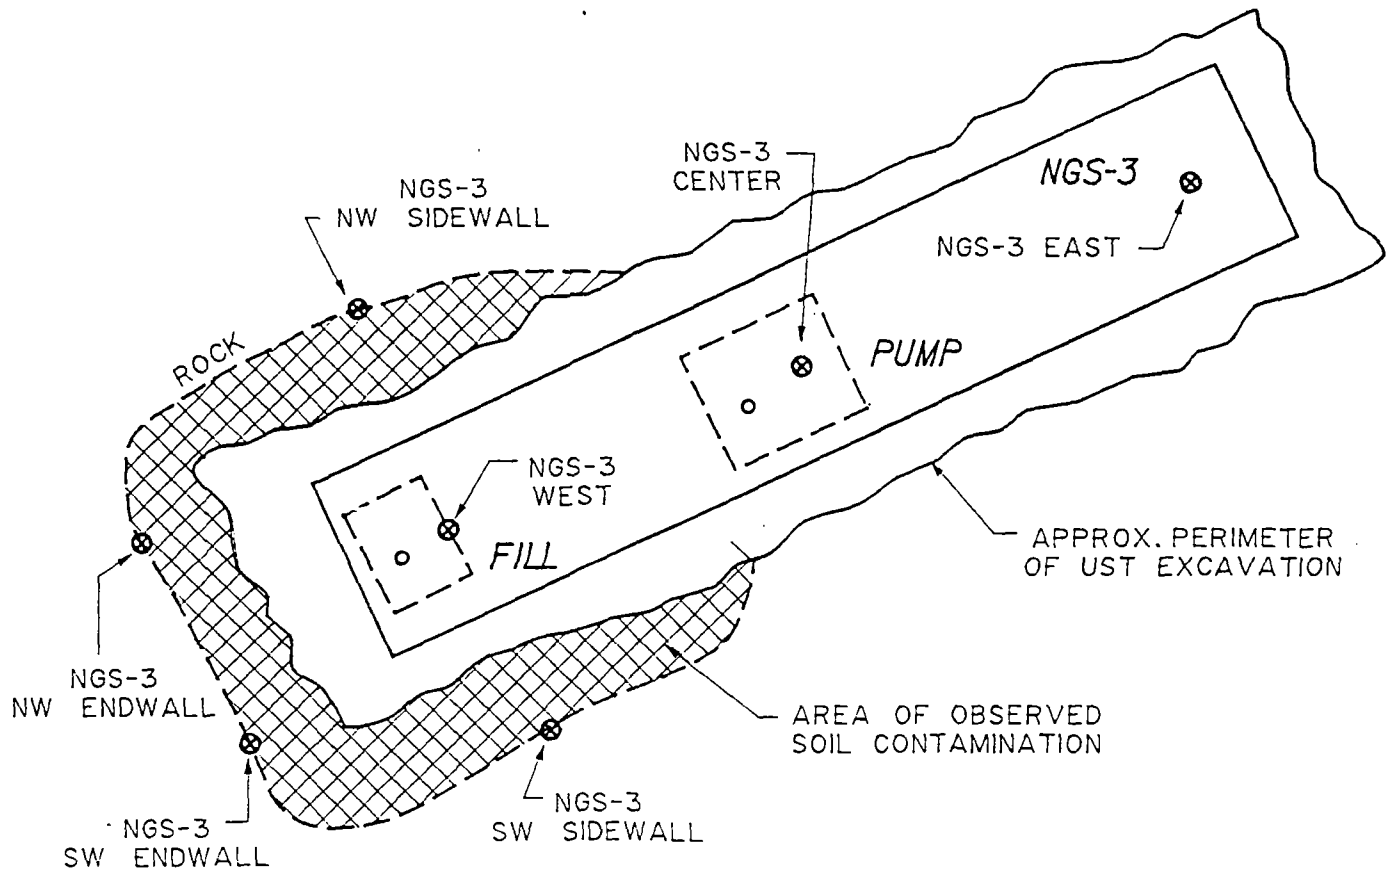 NGS-3
CENTER
NGS-3
NGS-3
NW SIDEWALL
NGS-3 EAST
ROCK
PUMP
NGS-3
WEST
FILL
APPROX. PERIMETER
OF UST EXCAVATION
NGS-3
NW ENDWALL
AREA OF OBSERVED
SOIL CONTAMINATION
NGS-3
SW SIDEWALL
NGS-3
SW ENDWALL